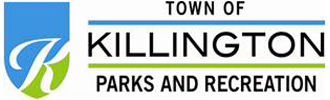 K
TOWN OF
KILLINGTON
PARKS AND RECREATION